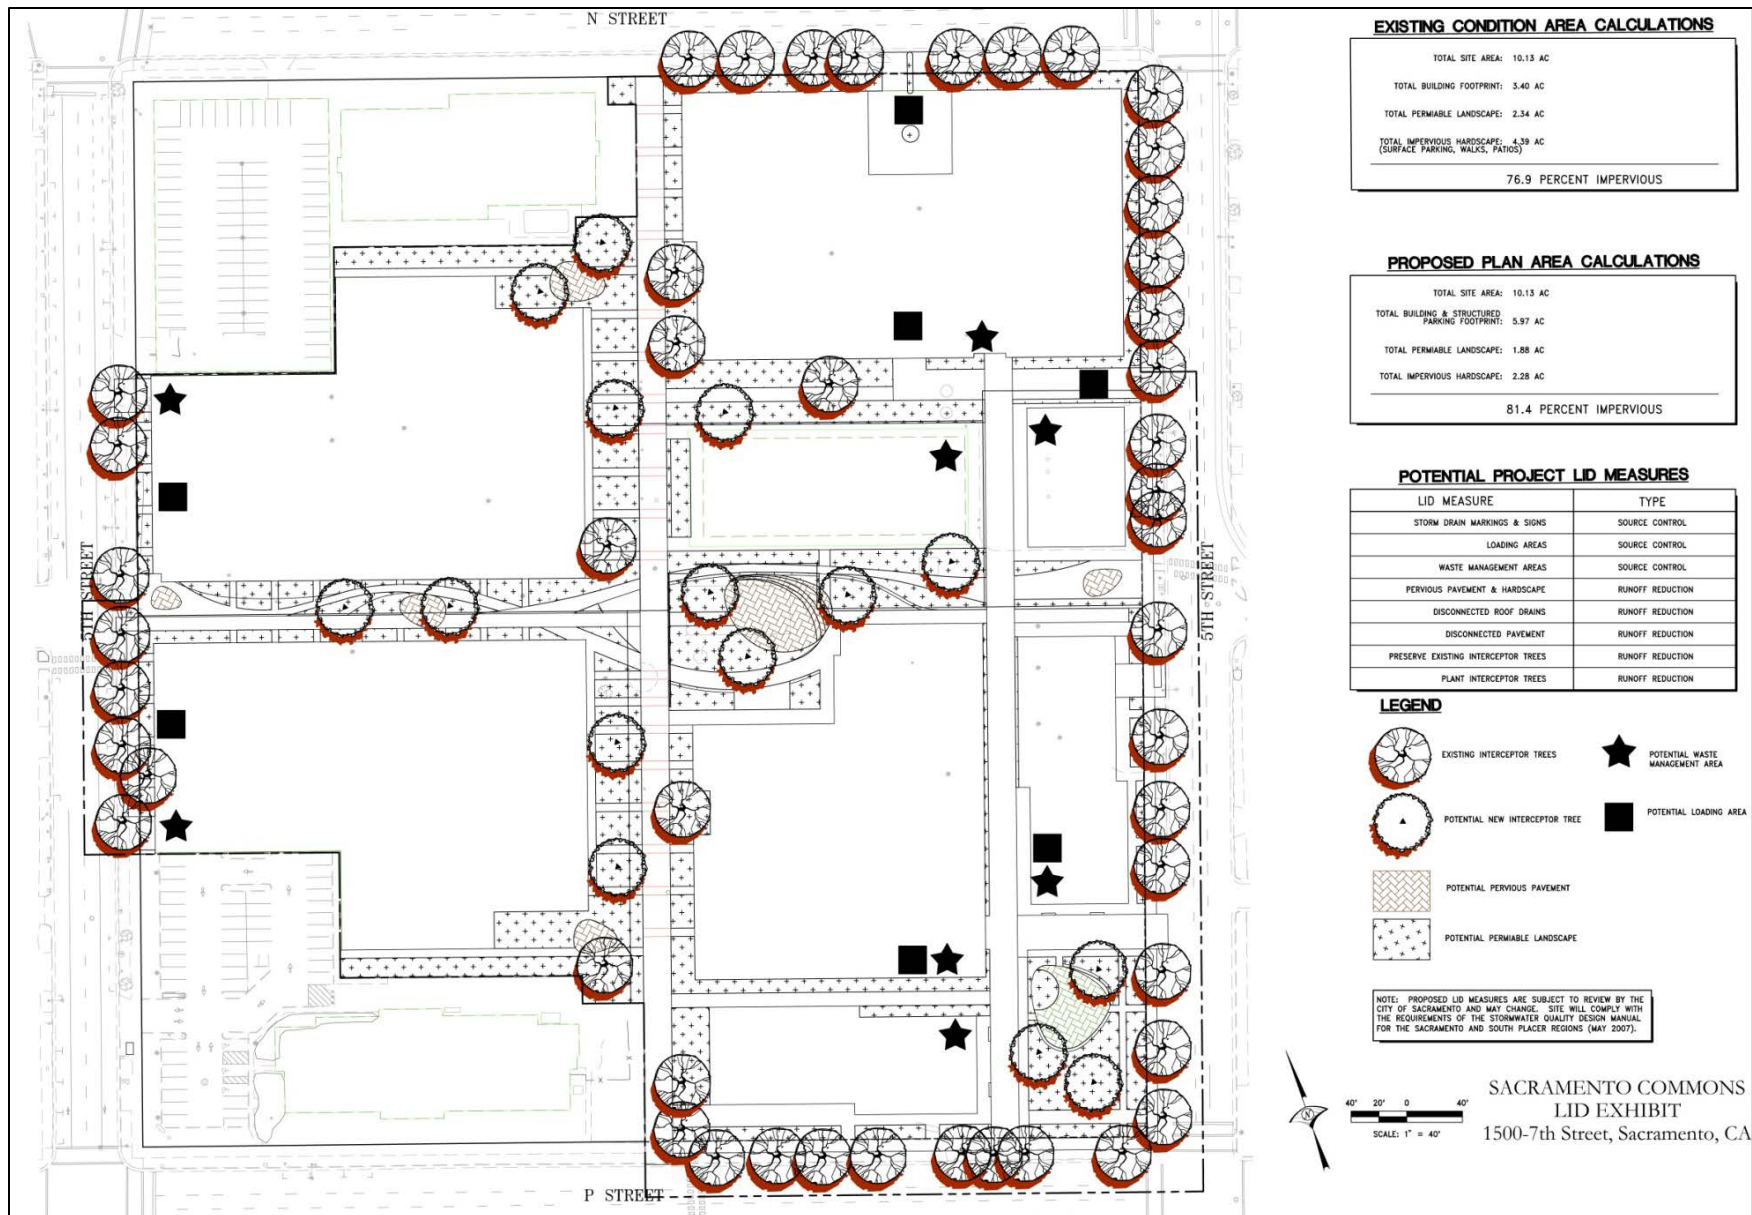 N STREET
5TH STREET
5TH STREET
P STREET
EXISTING CONDITION AREA CALCULATIONS
TOTAL SITE AREA: 10.13 AC
TOTAL BUILDING FOOTPRINT: 3.40 AC
TOTAL PERMIABLE LANDSCAPE: 2.34 AC
TOTAL IMPERVIOUS HARDSCAPE: 4.39 AC
(SURFACE PARKING, WALKS, PATIOS)
76.9 PERCENT IMPERVIOUS
PROPOSED PLAN AREA CALCULATIONS
TOTAL SITE AREA: 10.13 AC
TOTAL BUILDING & STRUCTURED
PARKING FOOTPRINT: 5.97 AC
TOTAL PERMIABLE LANDSCAPE: 1.88 AC
TOTAL IMPERVIOUS HARDSCAPE: 2.28 AC
81.4 PERCENT IMPERVIOUS
POTENTIAL PROJECT LID MEASURES
LID MEASURE TYPE
STORM DRAIN MARKINGS & SIGNS SOURCE CONTROL
LOADING AREAS SOURCE CONTROL
WASTE MANAGEMENT AREAS SOURCE CONTROL
PERVIOUS PAVEMENT & HARDSCAPE RUNOFF REDUCTION
DISCONNECTED ROOF DRAINS RUNOFF REDUCTION
DISCONNECTED PAVEMENT RUNOFF REDUCTION
PRESERVE EXISTING INTERCEPTOR TREES RUNOFF REDUCTION
PLANT INTERCEPTOR TREES RUNOFF REDUCTION
LEGEND
EXISTING INTERCEPTOR TREES
POTENTIAL WASTE
MANAGEMENT AREA
POTENTIAL NEW INTERCEPTOR TREE
POTENTIAL LOADING AREA
POTENTIAL PERVIOUS PAVEMENT
POTENTIAL PERMIABLE LANDSCAPE
NOTE: PROPOSED LID MEASURES ARE SUBJECT TO REVIEW BY THE
CITY OF SACRAMENTO AND MAY CHANGE. SITE WILL COMPLY WITH
THE REQUIREMENTS OF THE STORMWATER QUALITY DESIGN MANUAL
FOR THE SACRAMENTO AND SOUTH PLACER REGIONS (MAY 2007).
N
40' 20' 0 40'
SCALE: 1" = 40'
SACRAMENTO COMMONS
LID EXHIBIT
1500-7th Street, Sacramento, CA